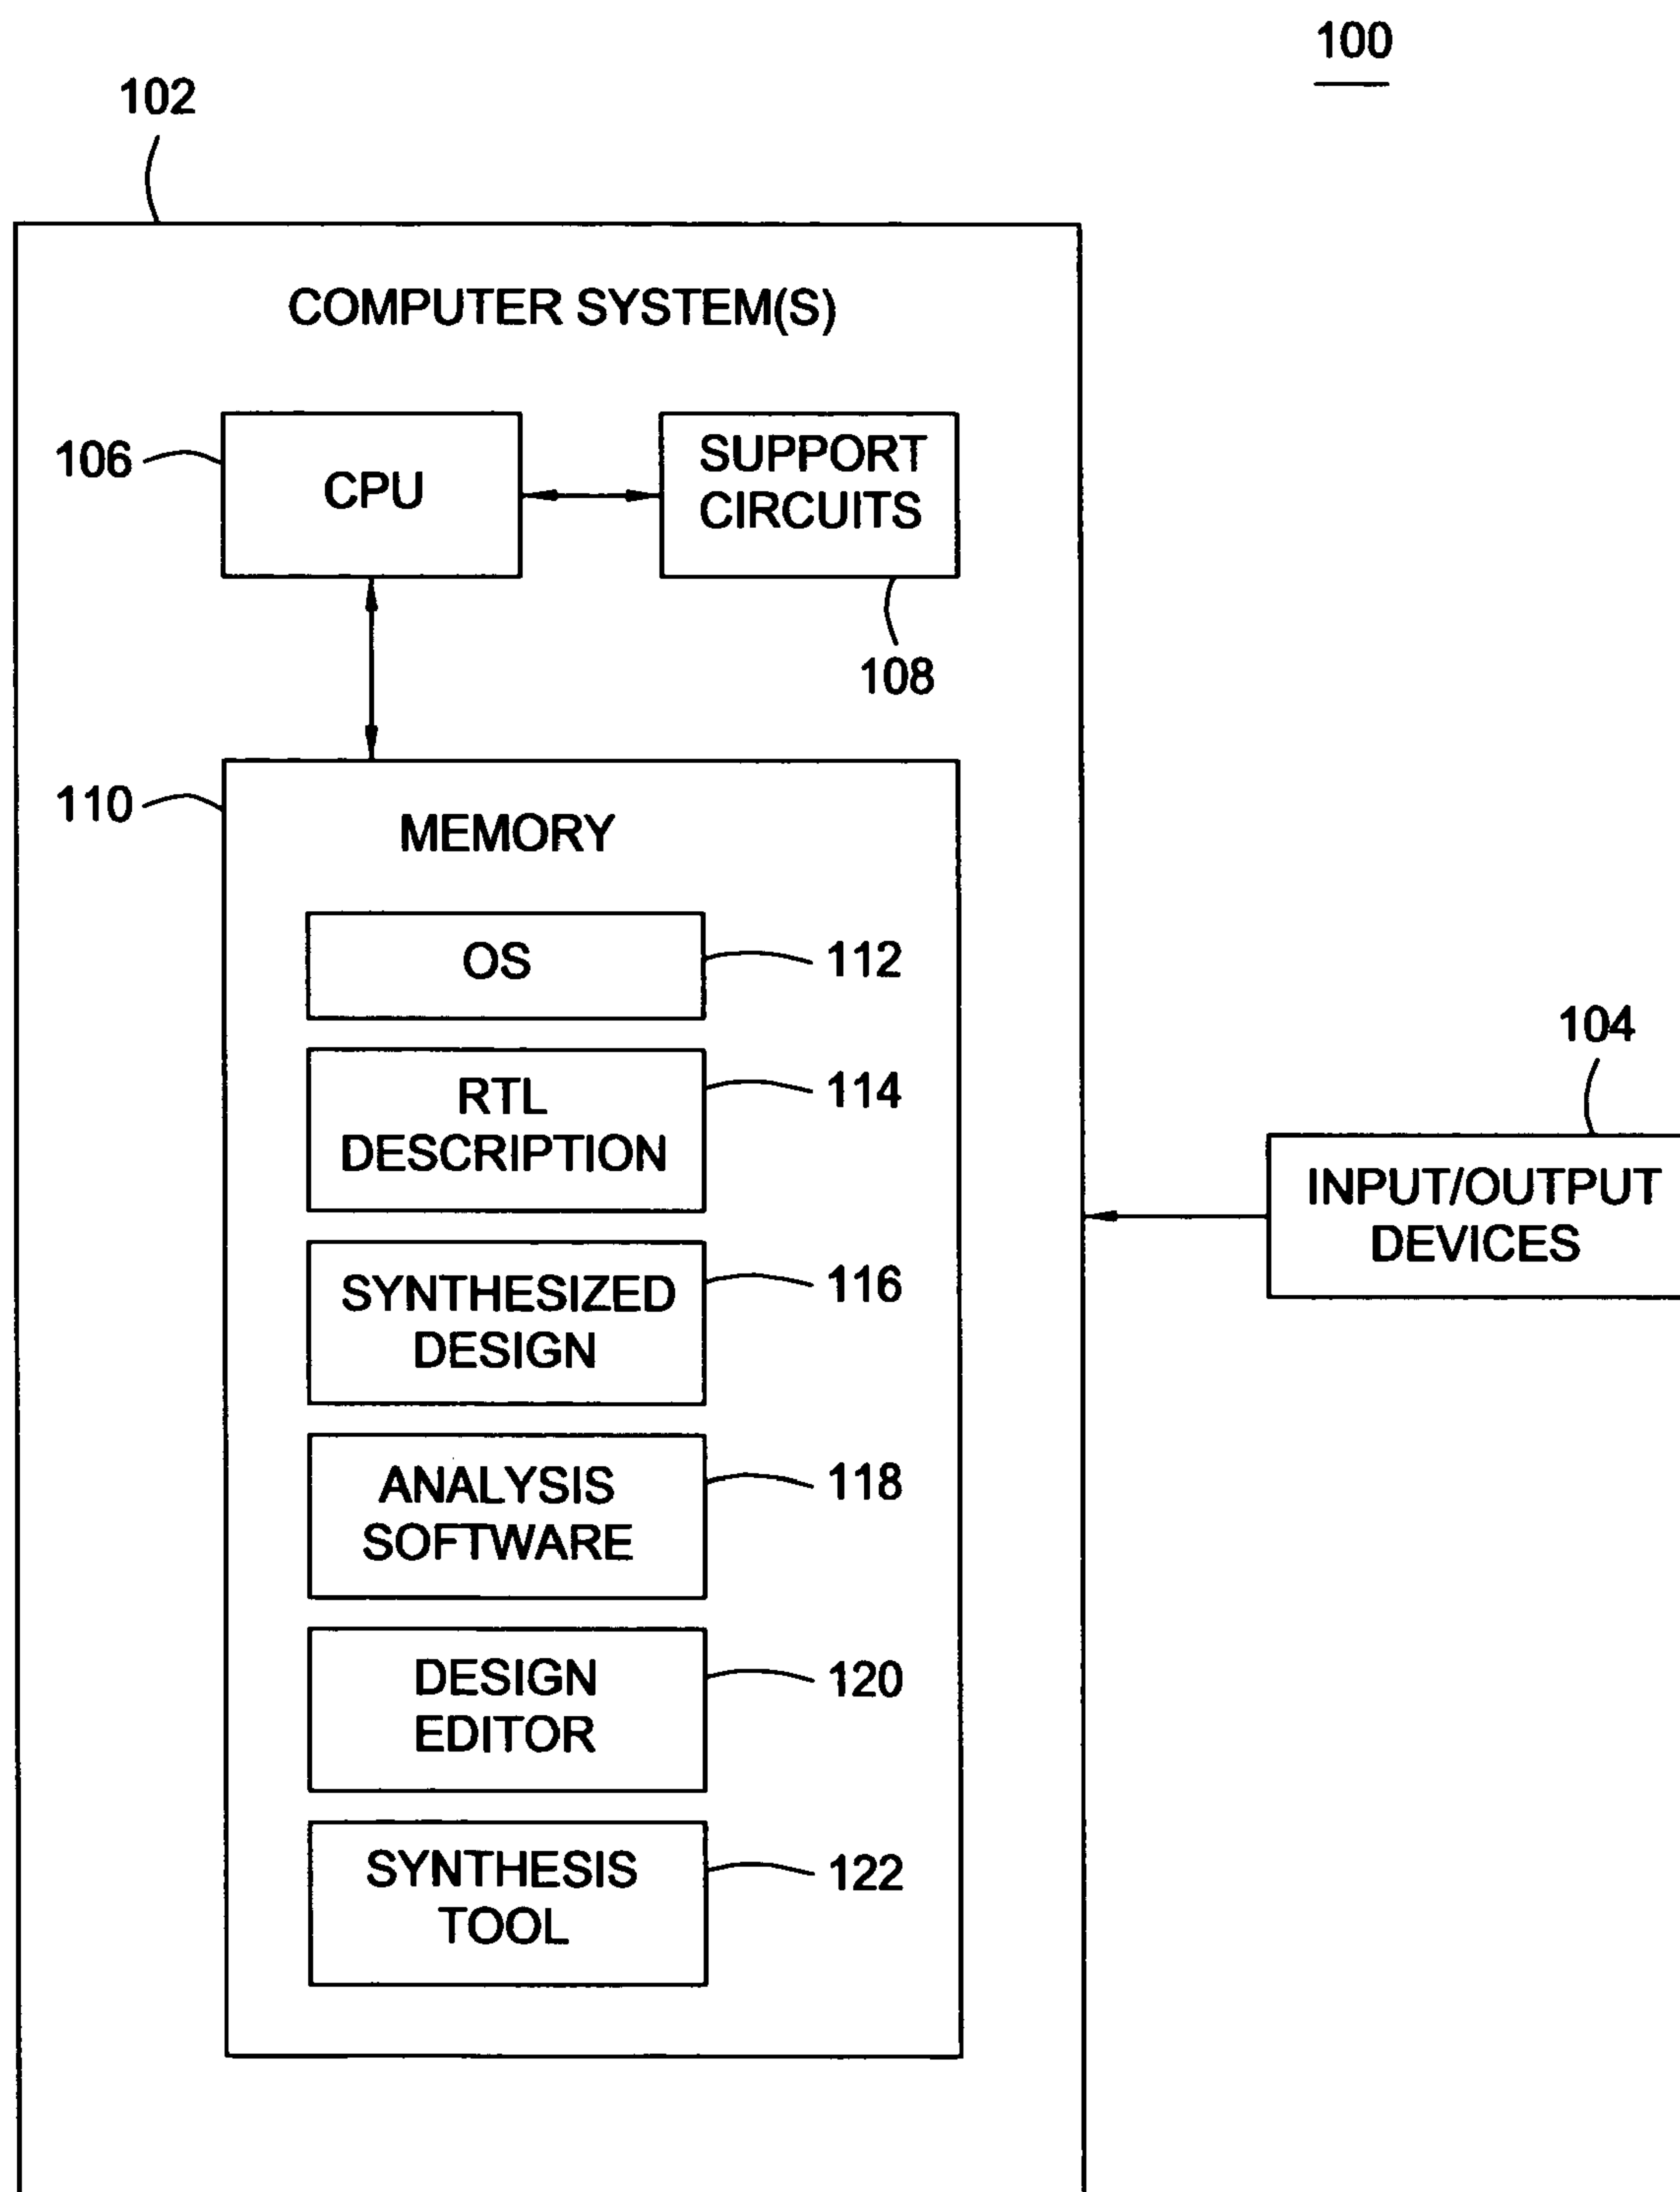 100
102
COMPUTER SYSTEM(S)
106
CPU
SUPPORT
CIRCUITS
108
110
MEMORY
OS
112
RTL
DESCRIPTION
114
SYNTHESIZED
DESIGN
116
ANALYSIS
SOFTWARE
118
DESIGN
EDITOR
120
SYNTHESIS
TOOL
122
104
INPUT/OUTPUT
DEVICES